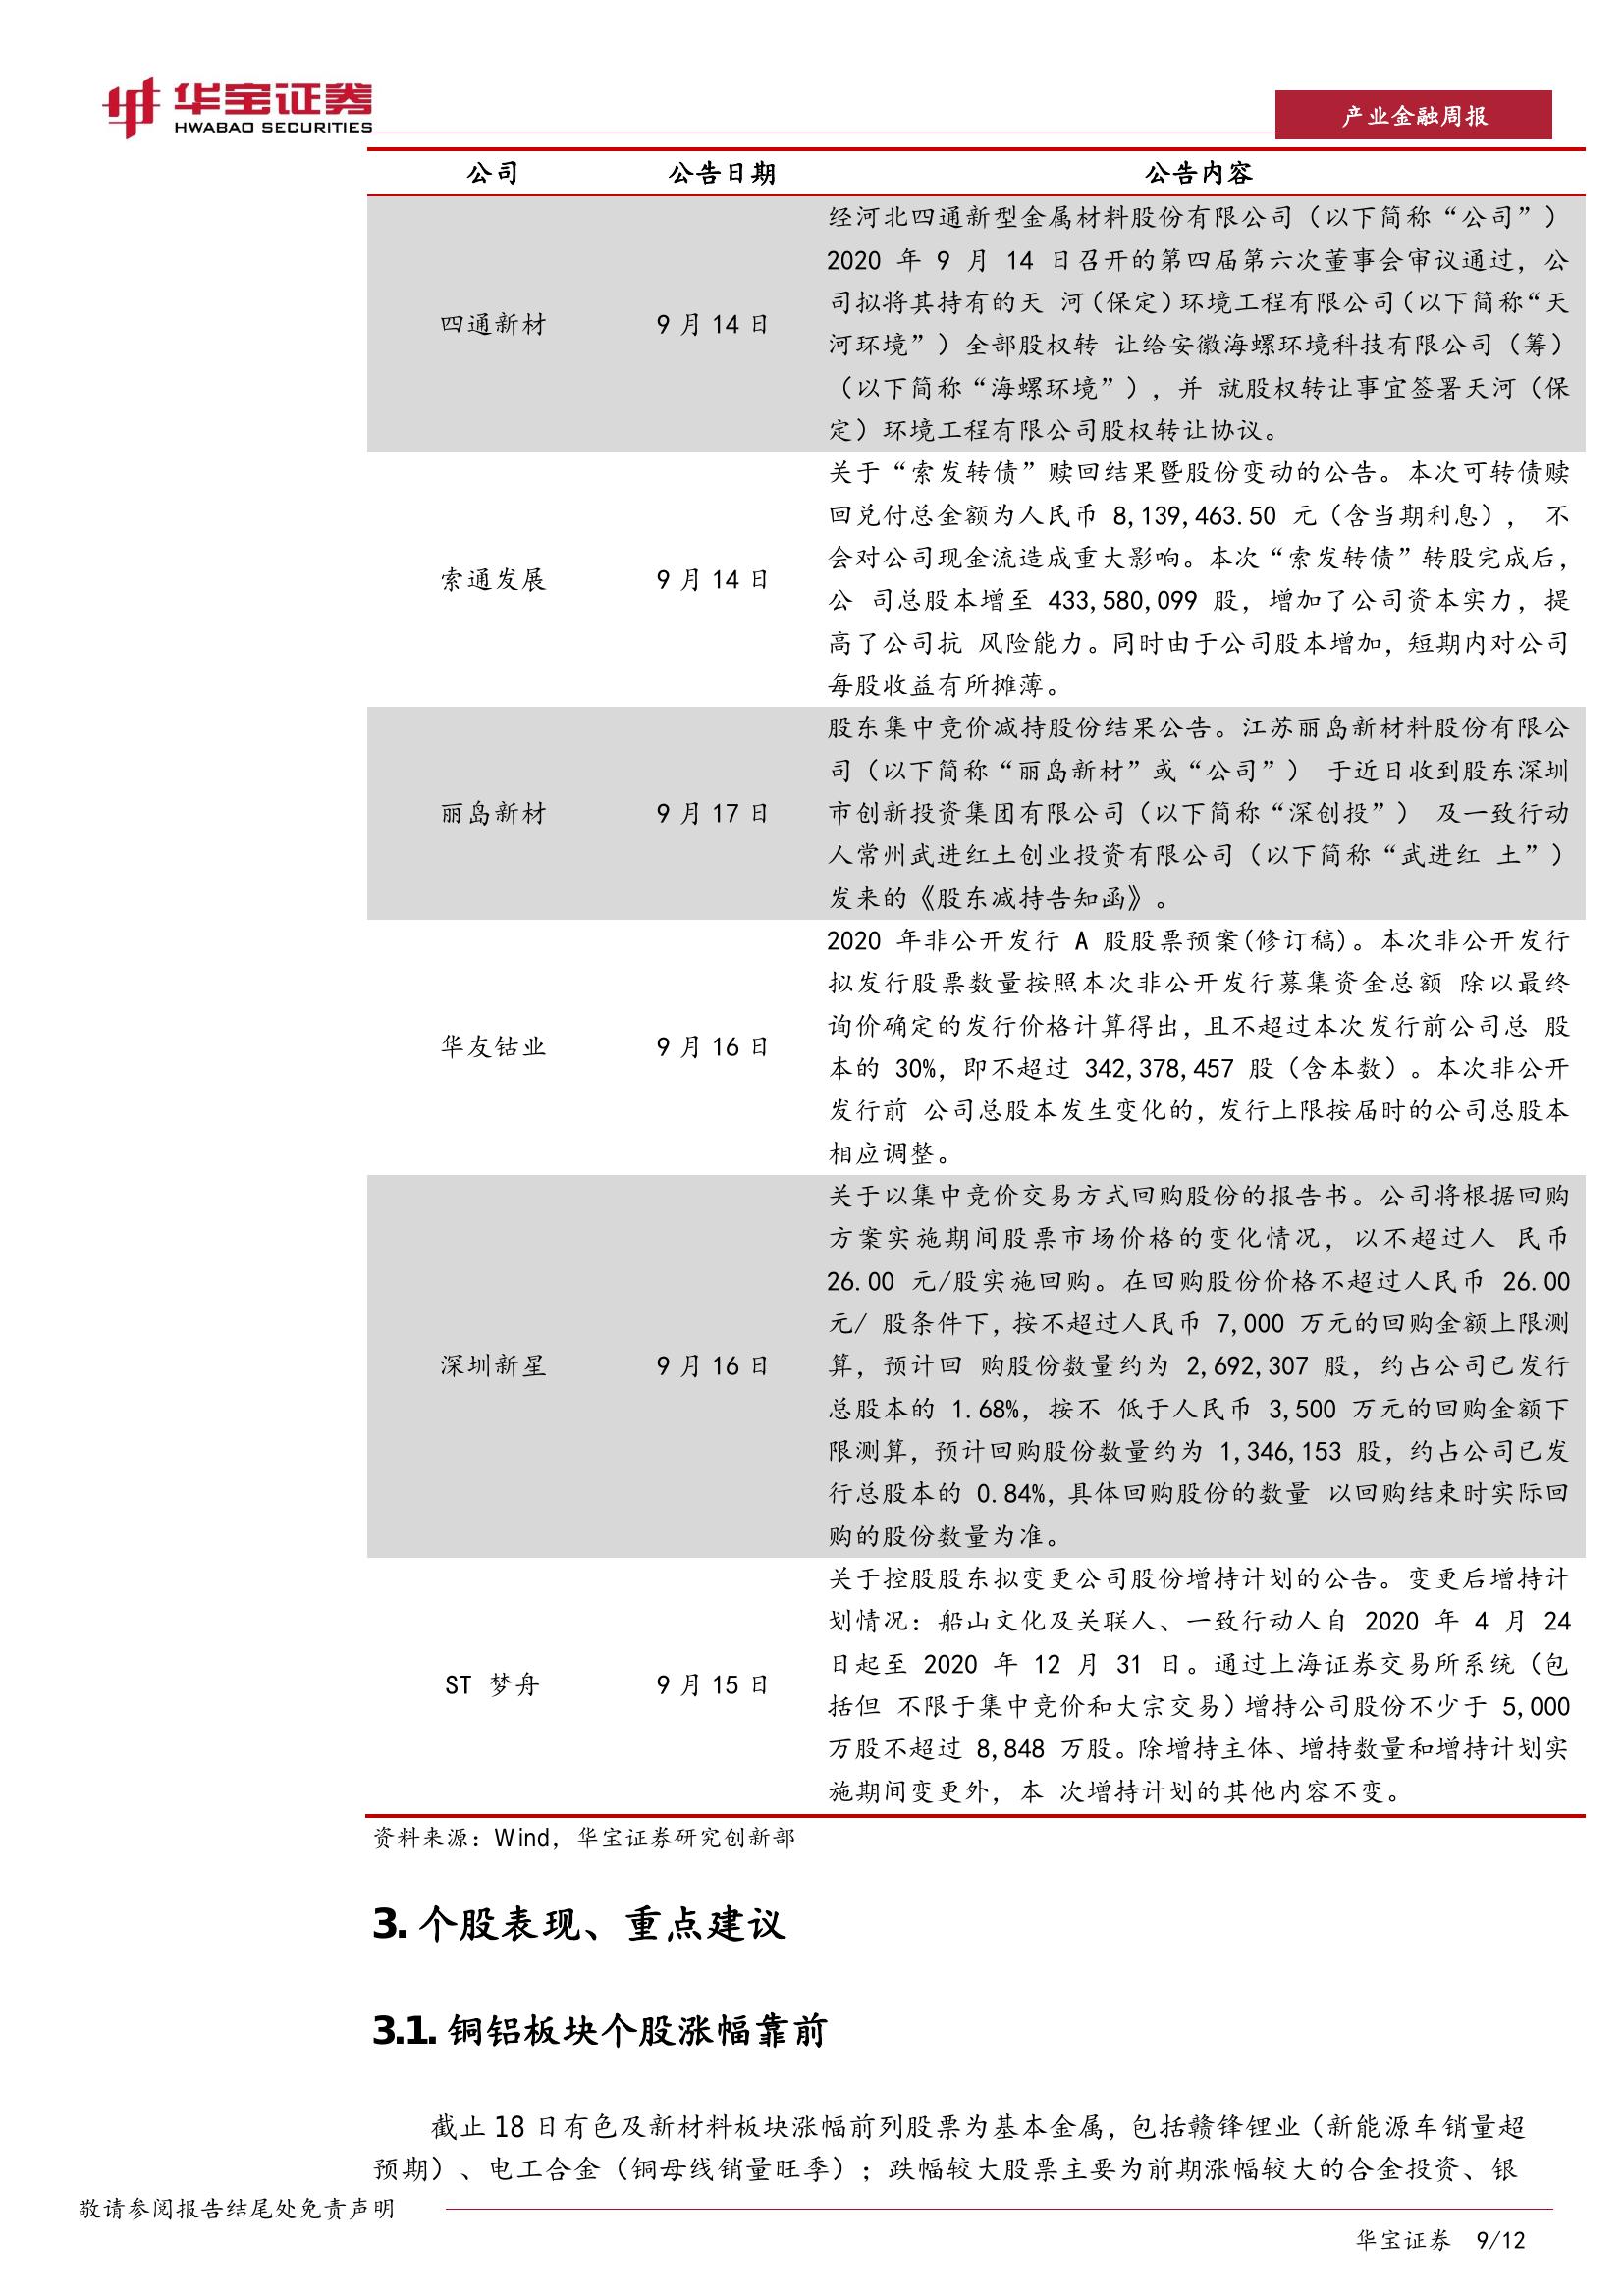 华宝证券
HWABAO SECURITIES
产业金融周报
公司 公告日期 公告内容
四通新材 9 月 14 日
经河北四通新型金属材料股份有限公司（以下简称“公司”）
2020 年 9 月 14 日召开的第四届第六次董事会审议通过，公
司拟将其持有的天 河（保定）环境工程有限公司（以下简称“天
河环境”）全部股权转 让给安徽海螺环境科技有限公司（筹）
（以下简称“海螺环境”），并 就股权转让事宜签署天河（保
定）环境工程有限公司股权转让协议。
索通发展 9 月 14 日
关于“索发转债”赎回结果暨股份变动的公告。本次可转债赎
回兑付总金额为人民币 8,139,463.50 元（含当期利息）， 不
会对公司现金流造成重大影响。本次“索发转债”转股完成后，
公 司总股本增至 433,580,099 股，增加了公司资本实力，提
高了公司抗 风险能力。同时由于公司股本增加，短期内对公司
每股收益有所摊薄。
丽岛新材 9 月 17 日
股东集中竞价减持股份结果公告。江苏丽岛新材料股份有限公
司（以下简称“丽岛新材”或“公司”） 于近日收到股东深圳
市创新投资集团有限公司（以下简称“深创投”） 及一致行动
人常州武进红土创业投资有限公司（以下简称“武进红 土”）
发来的《股东减持告知函》。
华友钴业 9 月 16 日
2020 年非公开发行 A 股股票预案(修订稿)。本次非公开发行
拟发行股票数量按照本次非公开发行募集资金总额 除以最终
询价确定的发行价格计算得出，且不超过本次发行前公司总 股
本的 30%，即不超过 342,378,457 股（含本数）。本次非公开
发行前 公司总股本发生变化的，发行上限按届时的公司总股本
相应调整。
深圳新星 9 月 16 日
关于以集中竞价交易方式回购股份的报告书。公司将根据回购
方案实施期间股票市场价格的变化情况，以不超过人 民币
26.00 元/股实施回购。在回购股份价格不超过人民币 26.00
元/ 股条件下，按不超过人民币 7,000 万元的回购金额上限测
算，预计回 购股份数量约为 2,692,307 股，约占公司已发行
总股本的 1.68%，按不 低于人民币 3,500 万元的回购金额下
限测算，预计回购股份数量约为 1,346,153 股，约占公司已发
行总股本的 0.84%，具体回购股份的数量 以回购结束时实际回
购的股份数量为准。
ST 梦舟 9 月 15 日
关于控股股东拟变更公司股份增持计划的公告。变更后增持计
划情况：船山文化及关联人、一致行动人自 2020 年 4 月 24
日起至 2020 年 12 月 31 日。通过上海证券交易所系统（包
括但 不限于集中竞价和大宗交易）增持公司股份不少于 5,000
万股不超过 8,848 万股。除增持主体、增持数量和增持计划实
施期间变更外，本 次增持计划的其他内容不变。
资料来源：Wind，华宝证券研究创新部
3. 个股表现、重点建议
3.1. 铜铝板块个股涨幅靠前
截止 18 日有色及新材料板块涨幅前列股票为基本金属，包括赣锋锂业（新能源车销量超
预期）、电工合金（铜母线销量旺季）；跌幅较大股票主要为前期涨幅较大的合金投资、银
敬请参阅报告结尾处免责声明
华宝证券 9/12